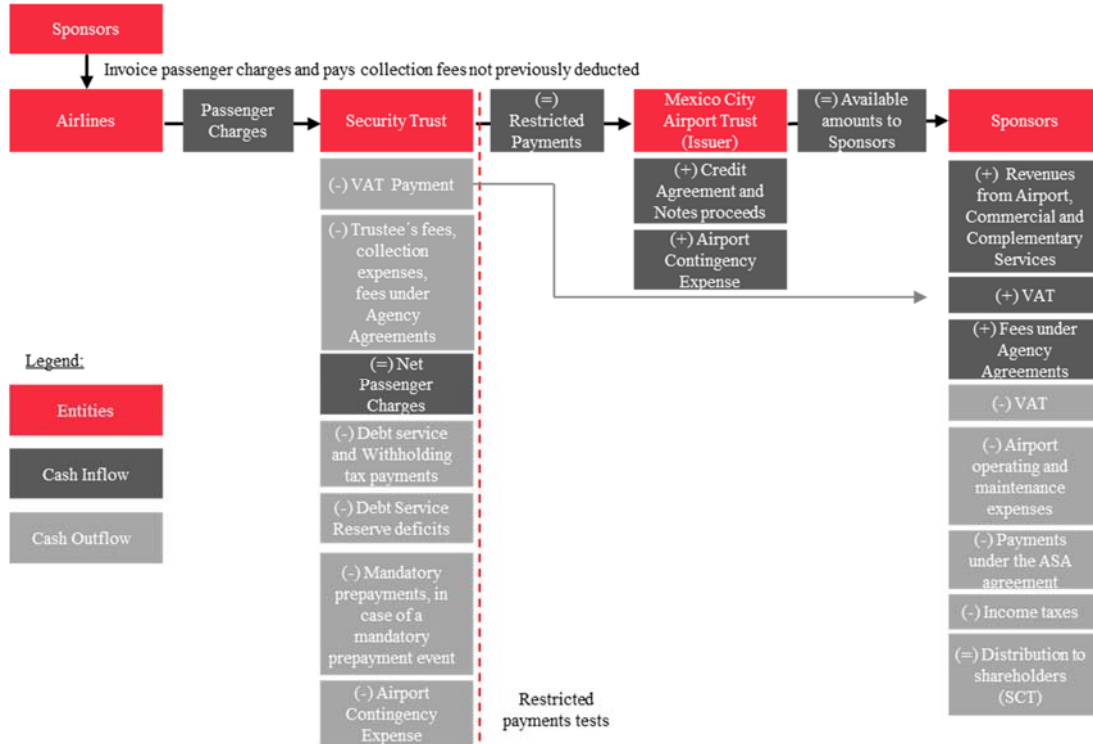 Sponsors
Invoice passenger charges and pays collection fees not previously deducted
Airlines
Passenger
Charges
Security Trust
(=)
Restricted
Payments
Mexico City
Airport Trust
(Issuer)
(=) Available
amounts to
Sponsors
Sponsors
(-) VAT Payment
(-) Trustee´s fees,
collection
expenses,
fees under
Agency
Agreements
(=) Net
Passenger
Charges
(-) Debt service
and Withholding
tax payments
(-) Debt Service
Reserve deficits
(-) Mandatory
prepayments, in
case of a
mandatory
prepayment event
(-) Airport
Contingency
Expense
(+) Credit
Agreement and
Notes proceeds
(+) Airport
Contingency
Expense
(+) Revenues
from Airport,
Commercial and
Complementary
Services
(+) VAT
(+) Fees under
Agency
Agreements
(-) VAT
(-) Airport
operating and
maintenance
expenses
(-) Payments
under the ASA
agreement
(-) Income taxes
(=) Distribution to
shareholders
(SCT)
Legend:
Entities
Cash Inflow
Cash Outflow
Restricted
payments tests